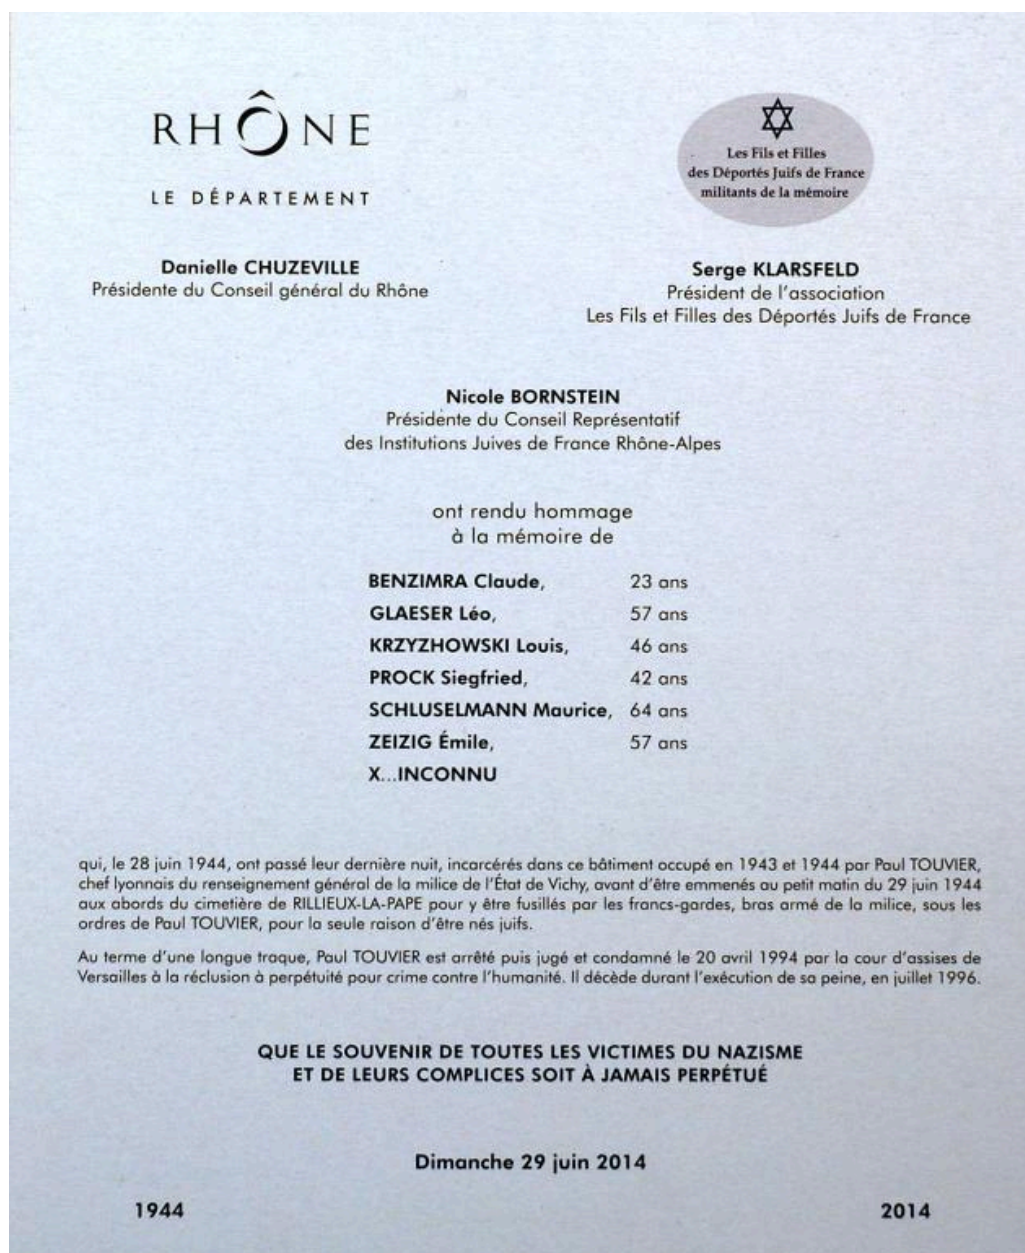 RHÔNE
LE DÉPARTEMENT
Les Fils et Filles
des Déportés Juifs de France
militants de la mémoire
Danielle CHUZEVILLE
Présidente du Conseil général du Rhône
Serge KLARSFELD
Président de l'association
Les Fils et Filles des Déportés Juifs de France
Nicole BORNSTEIN
Présidente du Conseil Représentatif
des Institutions Juives de France Rhône-Alpes
ont rendu hommage
à la mémoire de
BENZIMRA Claude, 23 ans
GLAESER Léo, 57 ans
KRZYZHOWSKI Louis, 46 ans
PROCK Siegfried, 42 ans
SCHLUSELMANN Maurice, 64 ans
ZEIZIG Émile, 57 ans
X...INCONNU
qui, le 28 juin 1944, ont passé leur dernière nuit, incarcérés dans ce bâtiment occupé en 1943 et 1944 par Paul TOUVIER,
chef lyonnais du renseignement général de la milice de l'État de Vichy, avant d'être emmenés au petit matin du 29 juin 1944
aux abords du cimetière de RILLIEUX-LA-PAPE pour y être fusillés par les francs-gardes, bras armé de la milice, sous les
ordres de Paul TOUVIER, pour la seule raison d'être nés juifs.
Au terme d'une longue traque, Paul TOUVIER est arrêté puis jugé et condamné le 20 avril 1994 par la cour d'assises de
Versailles à la réclusion à perpétuité pour crime contre l'humanité. Il décède durant l'exécution de sa peine, en juillet 1996.
QUE LE SOUVENIR DE TOUTES LES VICTIMES DU NAZISME
ET DE LEURS COMPLICES SOIT À JAMAIS PERPÉTUÉ
Dimanche 29 juin 2014
1944 2014